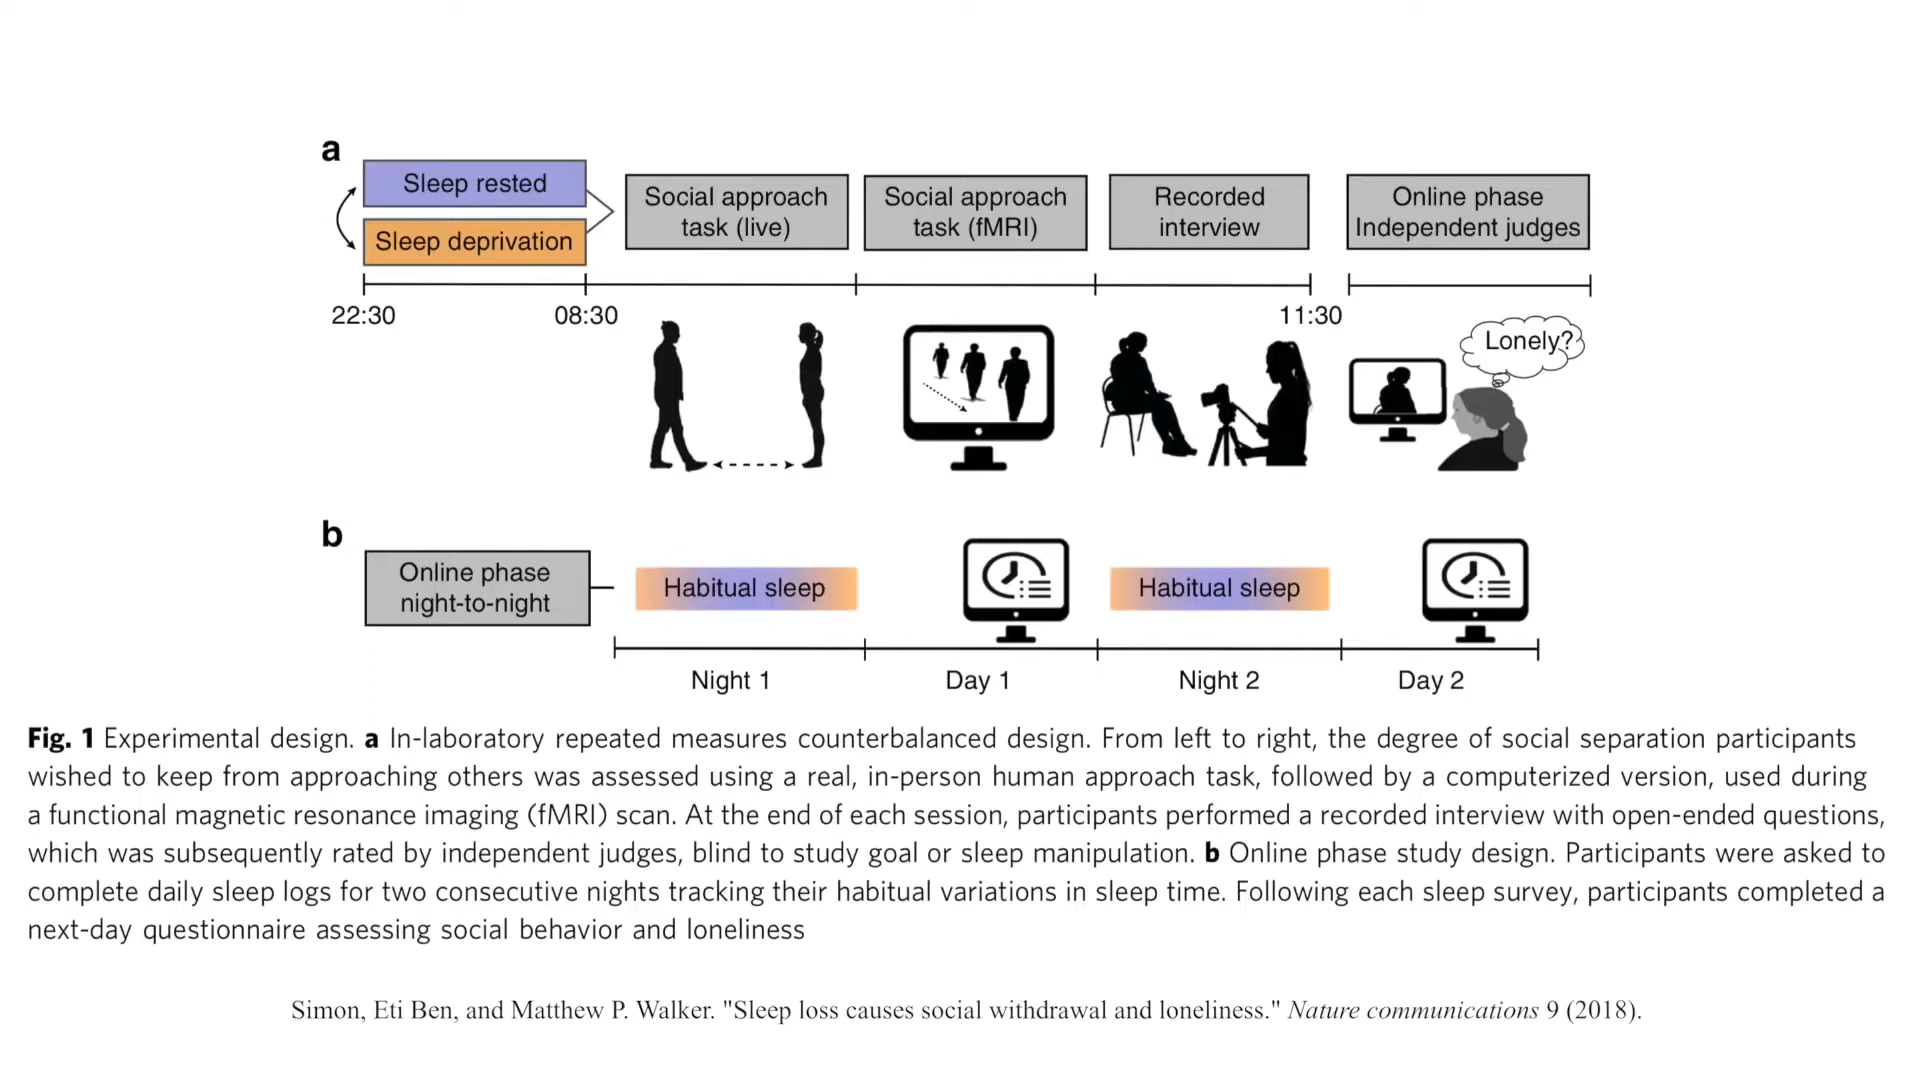 a
Sleep rested
Sleep deprivation
Social approach
task (live)
Social approach
task (fMRI)
Recorded
interview
Online phase
Independent judges
22:30
08:30
11:30
Lonely?
b
Online phase
night-to-night
Habitual sleep
Habitual sleep
Night 1
Day 1
Night 2
Day 2
Fig. 1 Experimental design. a In-laboratory repeated measures counterbalanced design. From left to right, the degree of social separation participants
wished to keep from approaching others was assessed using a real, in-person human approach task, followed by a computerized version, used during
a functional magnetic resonance imaging (fMRI) scan. At the end of each session, participants performed a recorded interview with open-ended questions,
which was subsequently rated by independent judges, blind to study goal or sleep manipulation. b Online phase study design. Participants were asked to
complete daily sleep logs for two consecutive nights tracking their habitual variations in sleep time. Following each sleep survey, participants completed a
next-day questionnaire assessing social behavior and loneliness
Simon, Eti Ben, and Matthew P. Walker. "Sleep loss causes social withdrawal and loneliness." Nature communications 9 (2018).